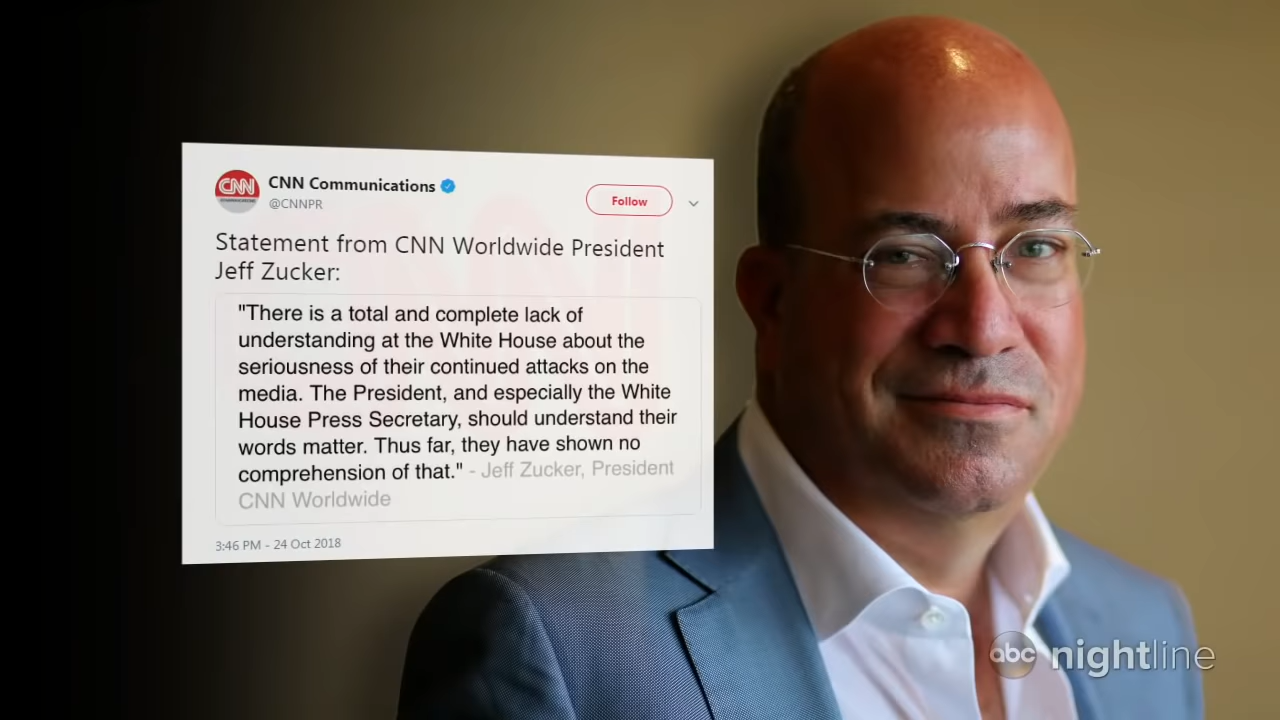 CNN
CNN Communications
@CNNPR
Follow
Statement from CNN Worldwide President
Jeff Zucker:
"There is a total and complete lack of
understanding at the White House about the
seriousness of their continued attacks on the
media. The President, and especially the White
House Press Secretary, should understand their
words matter. Thus far, they have shown no
comprehension of that." - Jeff Zucker, President
CNN Worldwide
3:46 PM - 24 Oct 2018
abc nightline